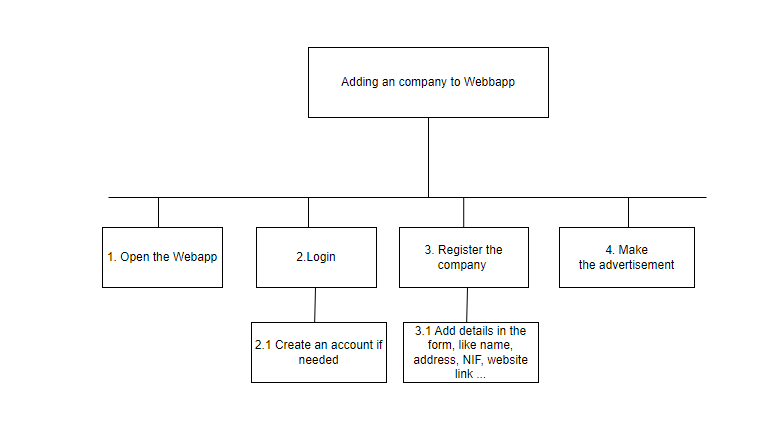 Adding an company to Webbapp
1. Open the Webapp
2.Login
3. Register the
company
4. Make
the advertisement
2.1 Create an account if
needed
3.1 Add details in the
form, like name,
address, NIF, website
link ...